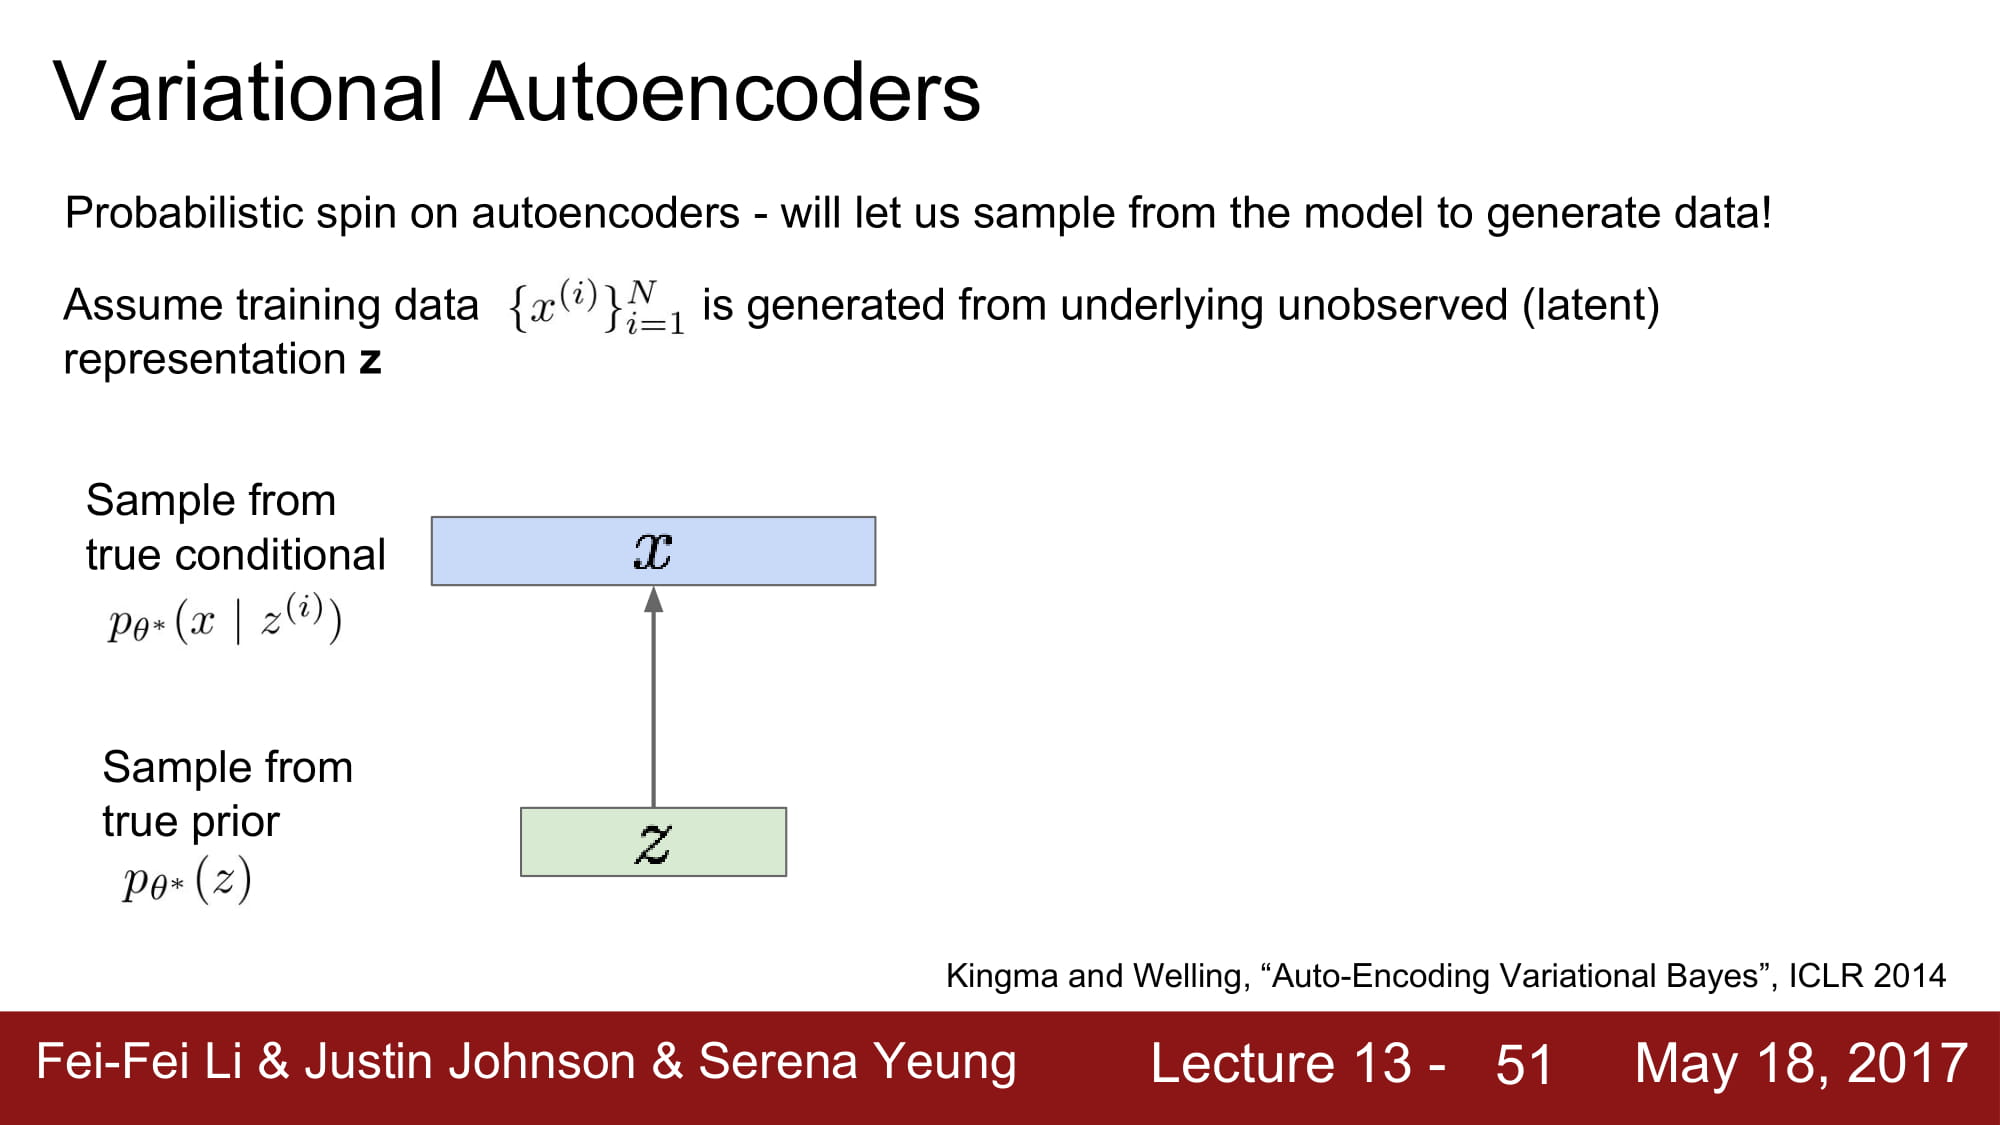 Variational Autoencoders
Probabilistic spin on autoencoders - will let us sample from the model to generate data!
Assume training data $\{x^{(i)}\}_{i=1}^{N}$ is generated from underlying unobserved (latent)
representation z
Sample from
true conditional
$p_{\theta^*}(x \mid z^{(i)})$
x
Sample from
true prior
$p_{\theta^*}(z)$
z
Kingma and Welling, “Auto-Encoding Variational Bayes”, ICLR 2014
Fei-Fei Li & Justin Johnson & Serena Yeung Lecture 13 - 51 May 18, 2017